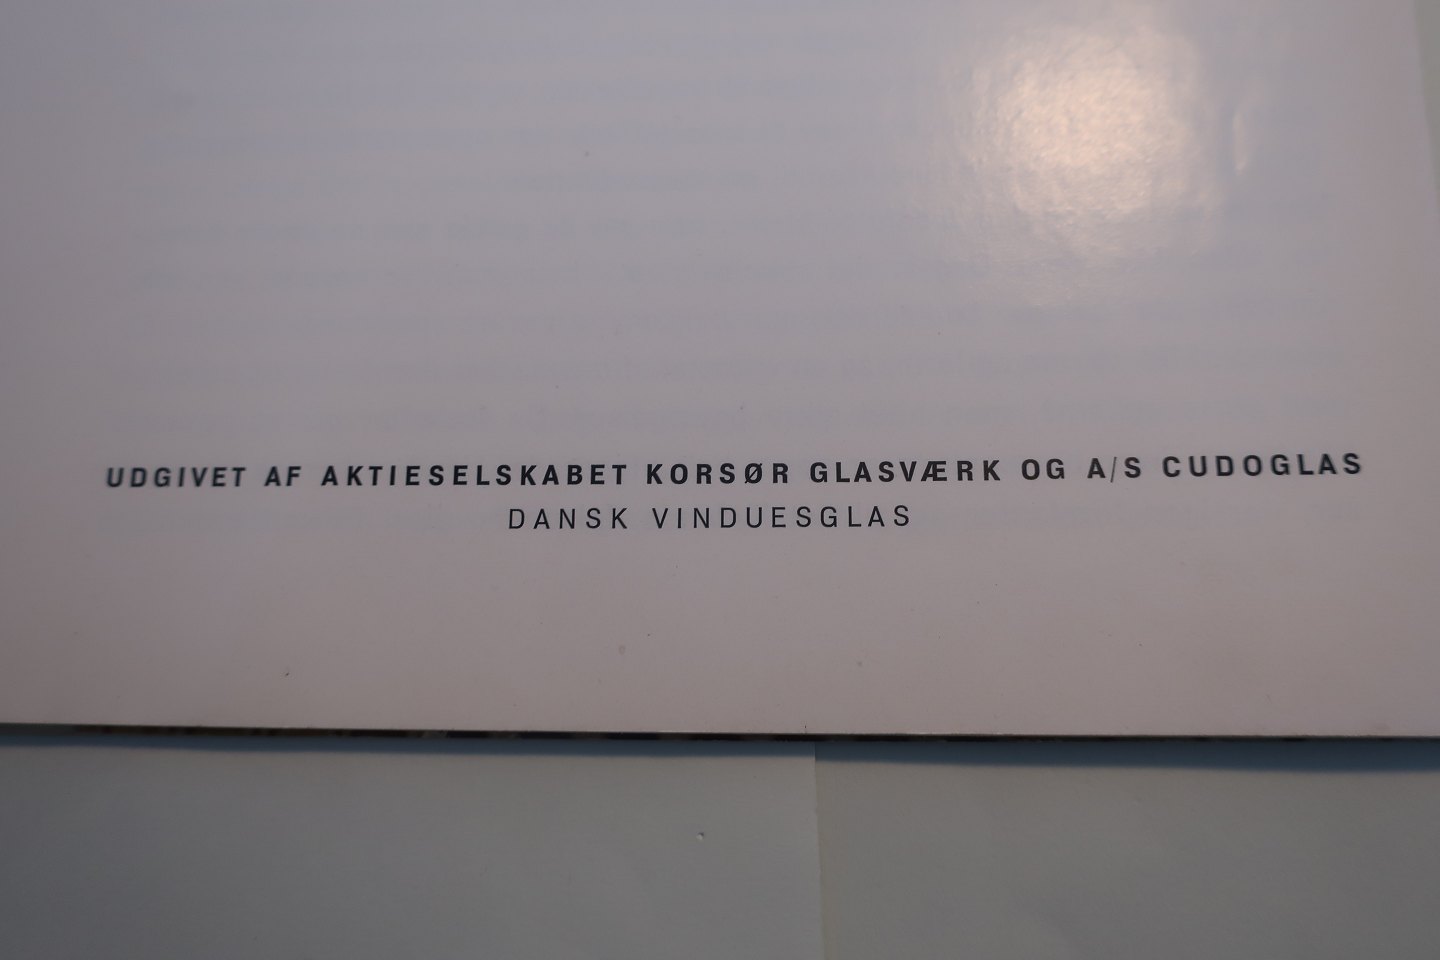 UDGIVET AF AKTIESELSKABET KORSØR GLASVÆRK OG A/S CUDOGLAS
DANSK VINDUESGLAS